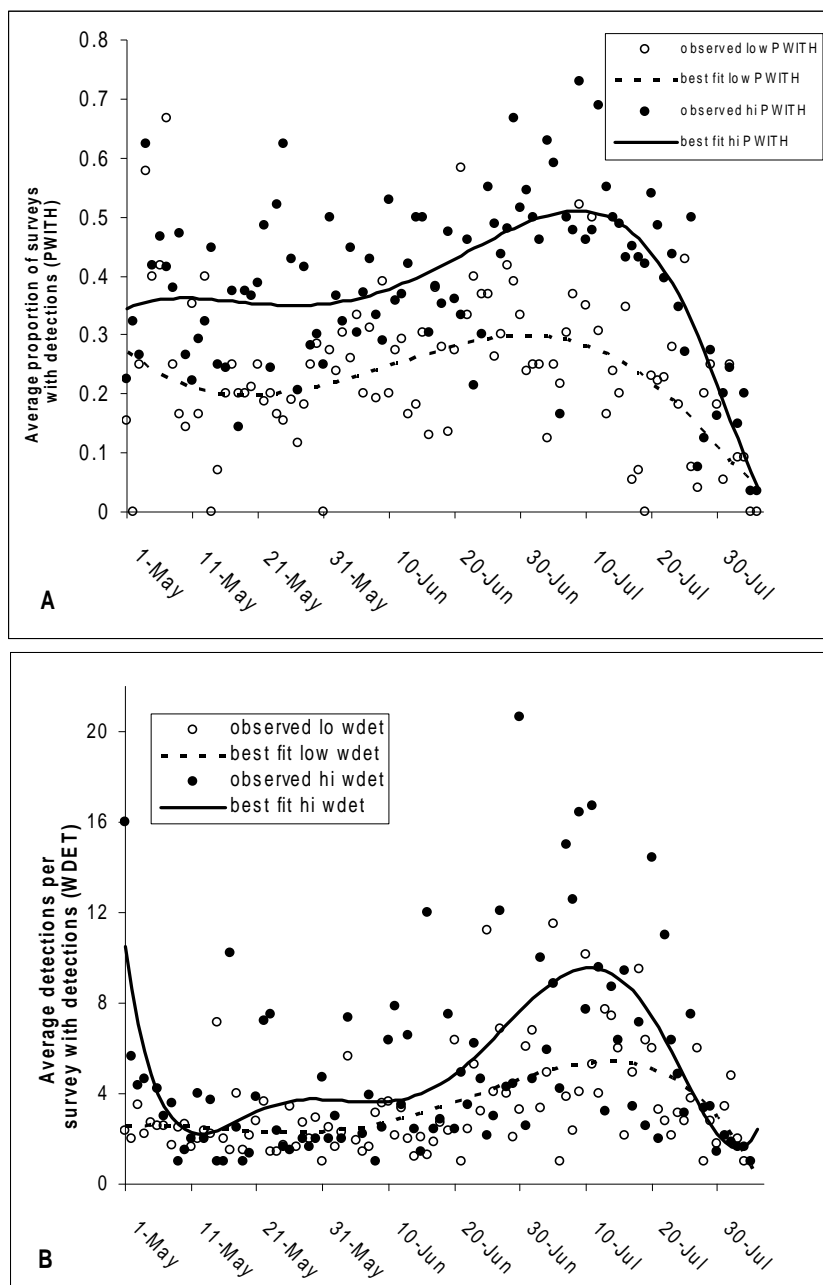 0.8
0.7
0.6
0.5
0.4
0.3
0.2
0.1
0
Average proportion of surveys
with detections (PWITH)
observed low PWITH
best fit low PWITH
observed hi PWITH
best fit hi PWITH
1-May
11-May
21-May
31-May
10-Jun
20-Jun
30-Jun
10-Jul
20-Jul
30-Jul
A
20
16
12
8
4
0
Average detections per
survey with detections (WDET)
observed lo wdet
best fit low wdet
observed hi wdet
best fit hi wdet
1-May
11-May
21-May
31-May
10-Jun
20-Jun
30-Jun
10-Jul
20-Jul
30-Jul
B